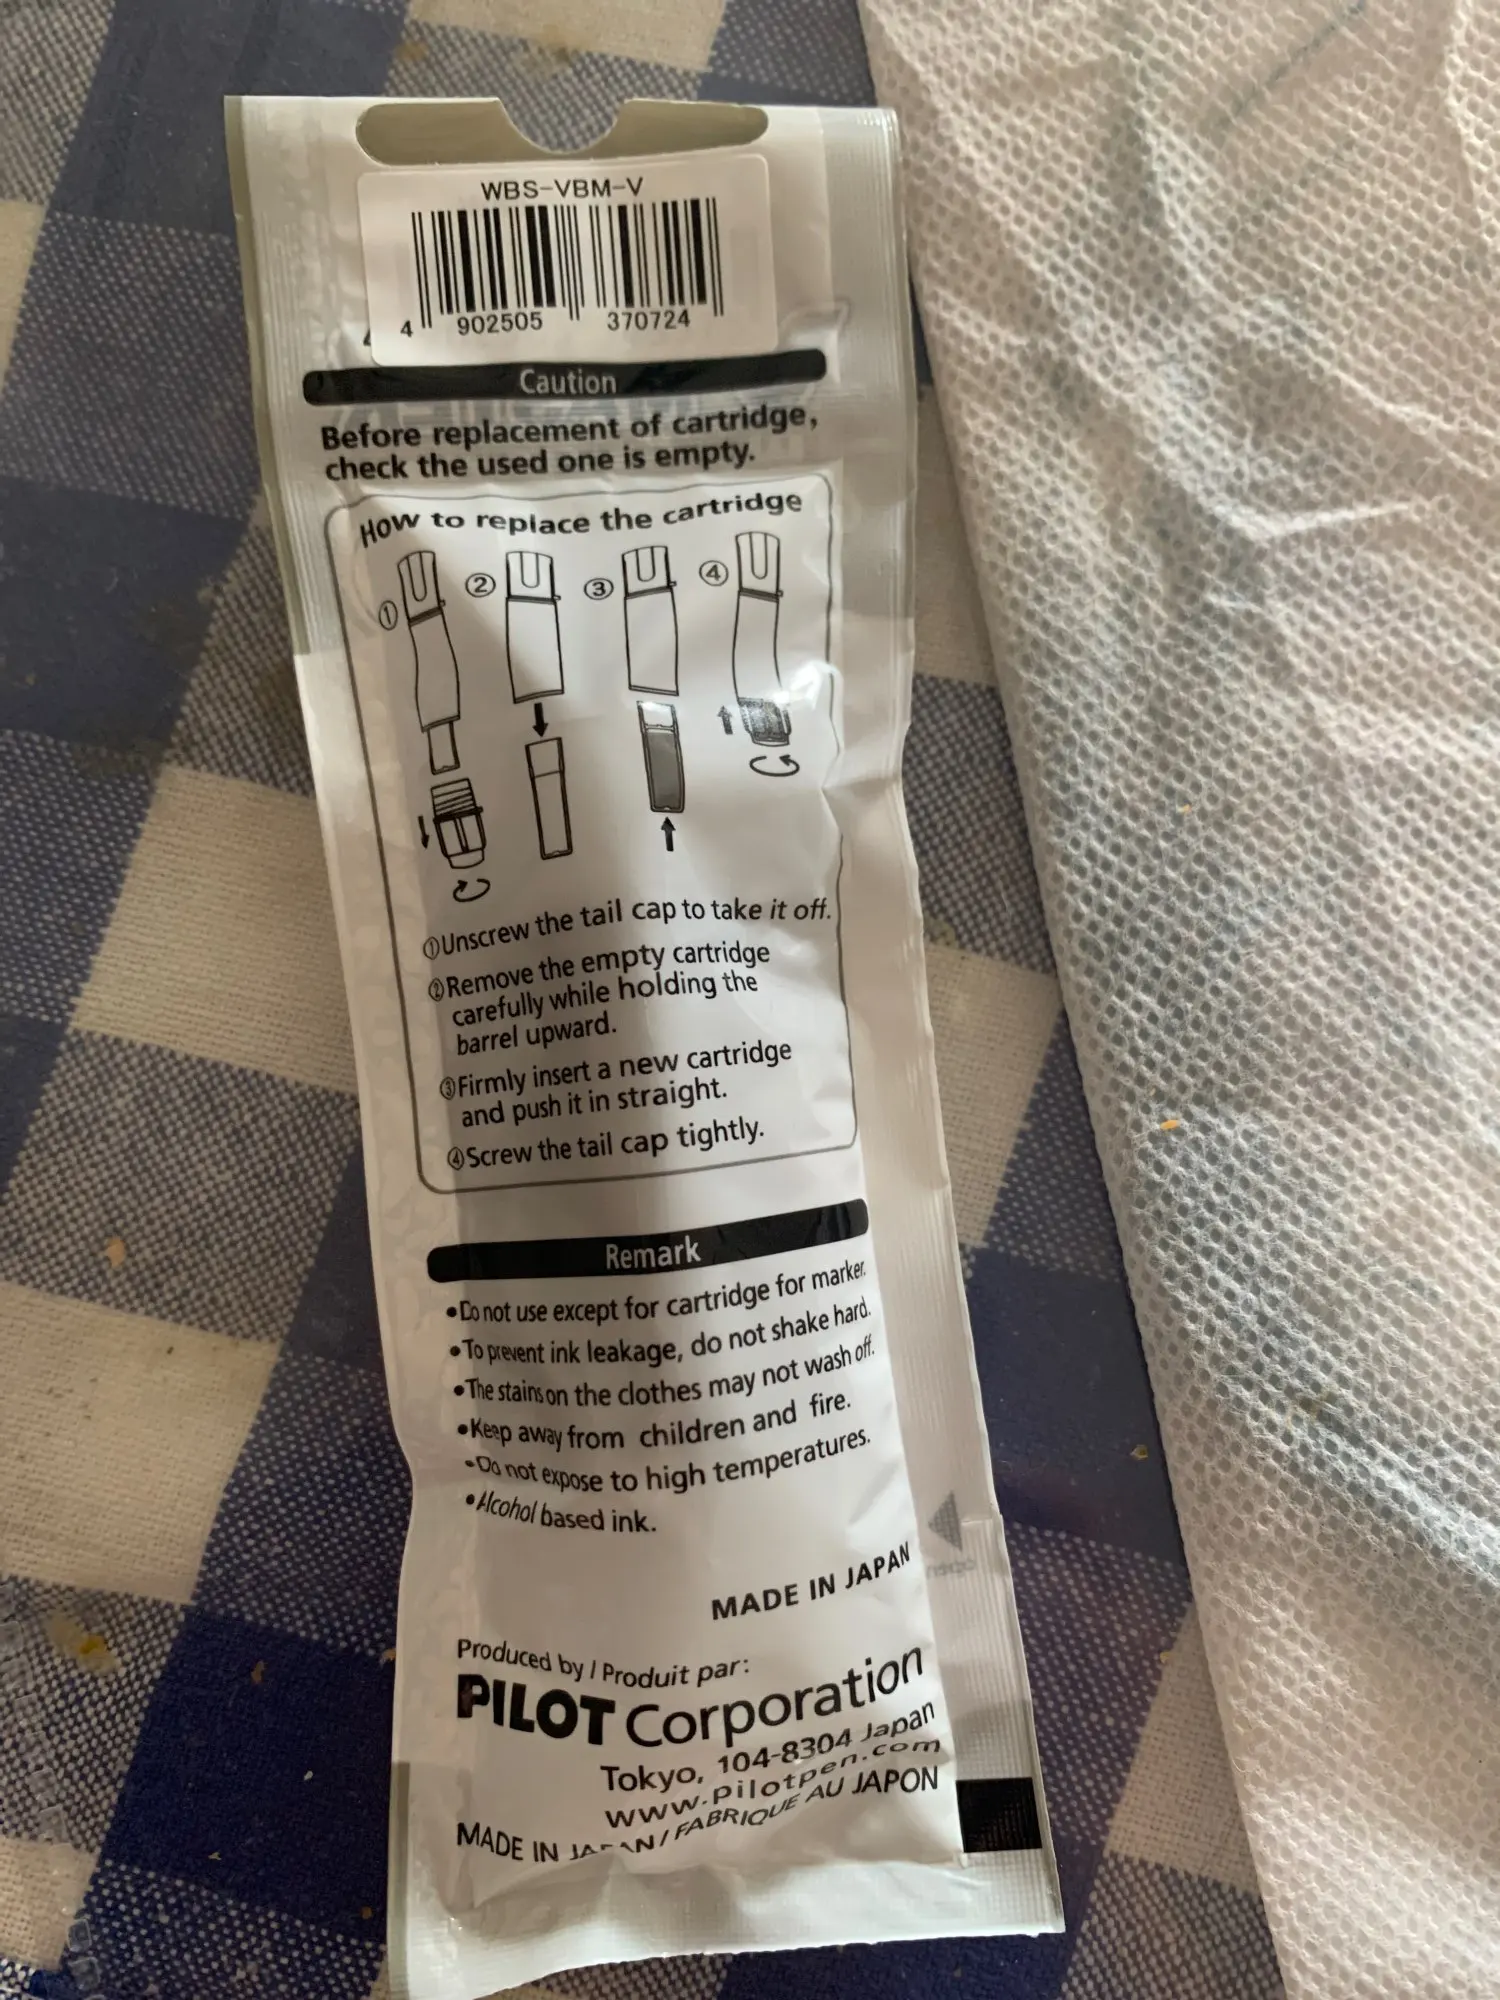 WBS-VBM-V
4 902505 370724
Caution
Before replacement of cartridge,
check the used one is empty.
How to replace the cartridge
① ② ③ ④
①Unscrew the tail cap to take it off.
②Remove the empty cartridge
carefully while holding the
barrel upward.
③Firmly insert a new cartridge
and push it in straight.
④Screw the tail cap tightly.
Remark
•Do not use except for cartridge for marker.
•To prevent ink leakage, do not shake hard.
•The stains on the clothes may not wash off.
•Keep away from children and fire.
•Do not expose to high temperatures.
•Alcohol based ink.
open
MADE IN JAPAN
Produced by / Produit par:
PILOT Corporation
Tokyo, 104-8304 Japan
www.pilotpen.com
MADE IN JAPAN / FABRIQUE AU JAPON